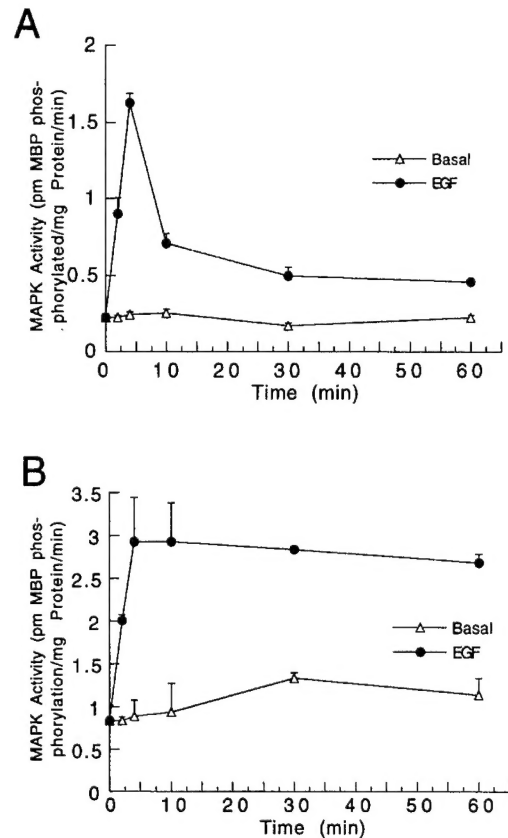 A
MAPK Activity (pm MBP phos-
. phorylated/mg Protein/min)
2
1.5
1
0.5
0
Basal
EGF
0 10 20 30 40 50 60
Time (min)
B
MAPK Activity (pm MBP phos-
phorylation/mg Protein/min)
3.5
3
2.5
2
1.5
1
0.5
0
Basal
EGF
0 10 20 30 40 50 60
Time (min)